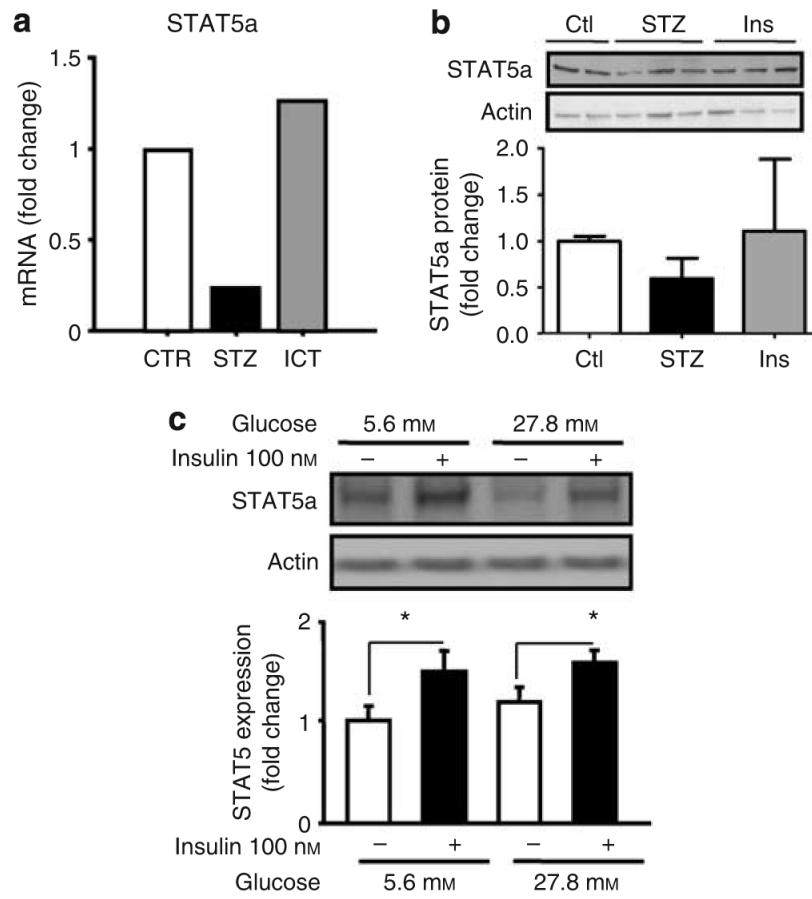 a
STAT5a
mRNA (fold change)
1.5
1
0.5
0
CTR STZ ICT
b
Ctl STZ Ins
STAT5a
Actin
STAT5a protein
(fold change)
2.0
1.5
1.0
0.5
0.0
Ctl STZ Ins
c
Glucose 5.6 mM 27.8 mM
Insulin 100 nM – + – +
STAT5a
Actin
STAT5 expression
(fold change)
2
1
0
* *
Insulin 100 nM – + – +
Glucose 5.6 mM 27.8 mM